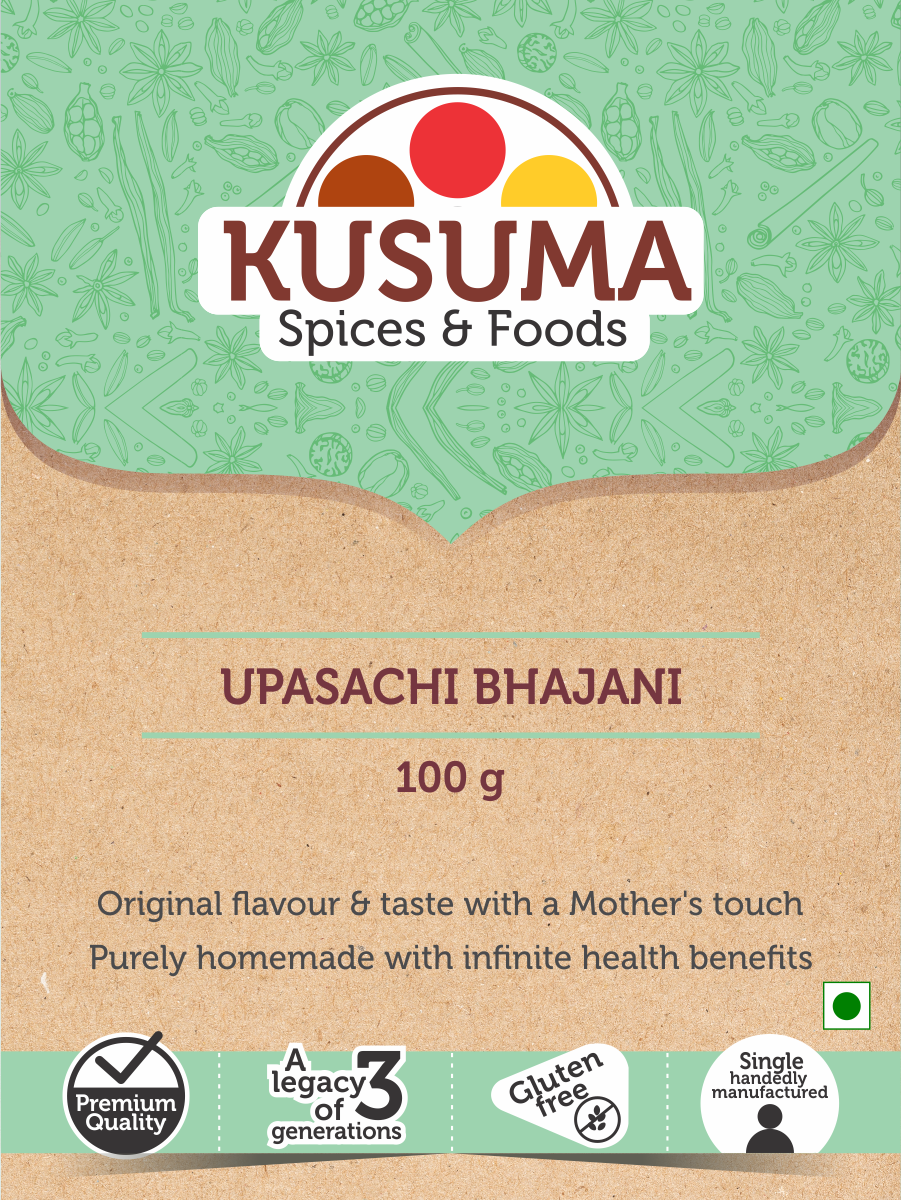 KUSUMA
Spices & Foods
UPASACHI BHAJANI
100 g
Original flavour & taste with a Mother's touch
Purely homemade with infinite health benefits
Premium
Quality
A
legacy 3
of
generations
Gluten
free
Single
handedly
manufactured